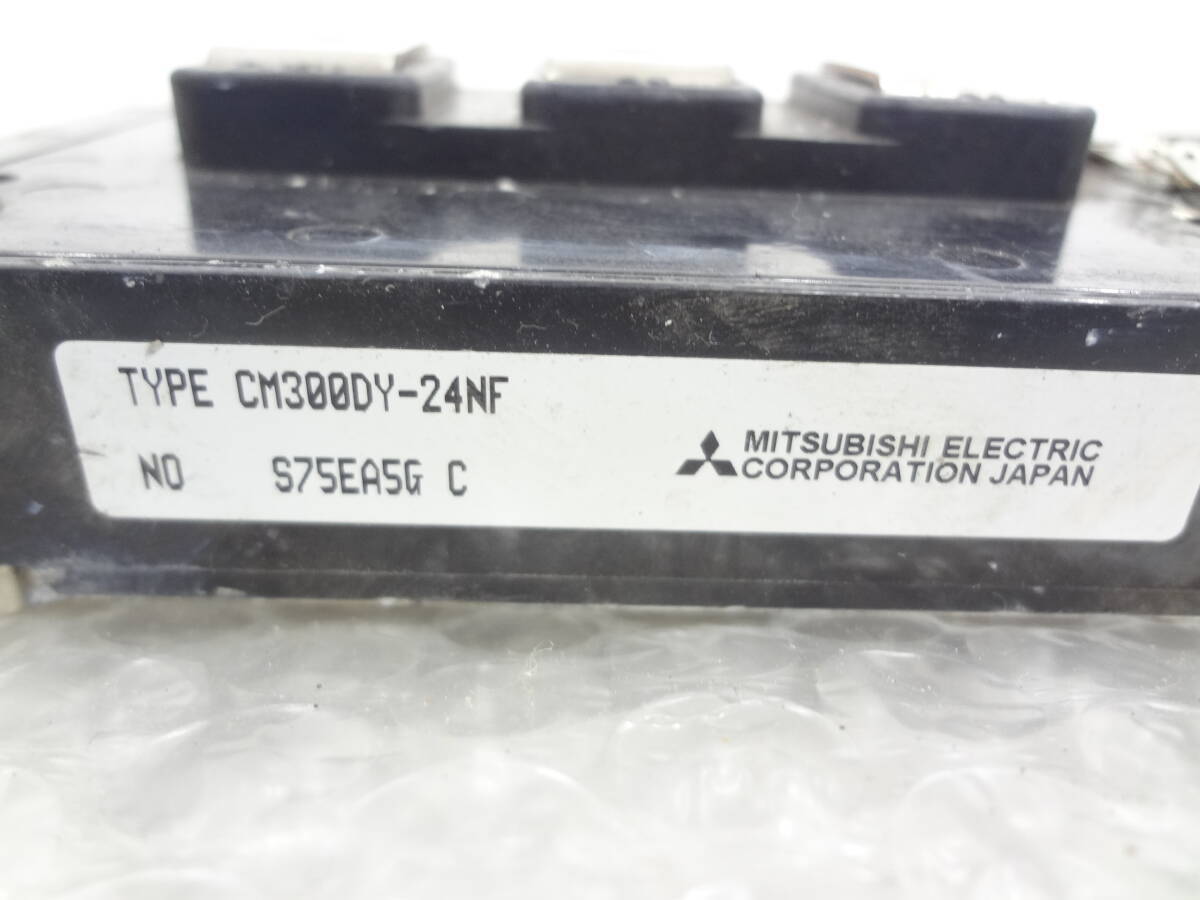 TYPE CM300DY-24NF
NO S75EA5G C
MITSUBISHI ELECTRIC
CORPORATION JAPAN